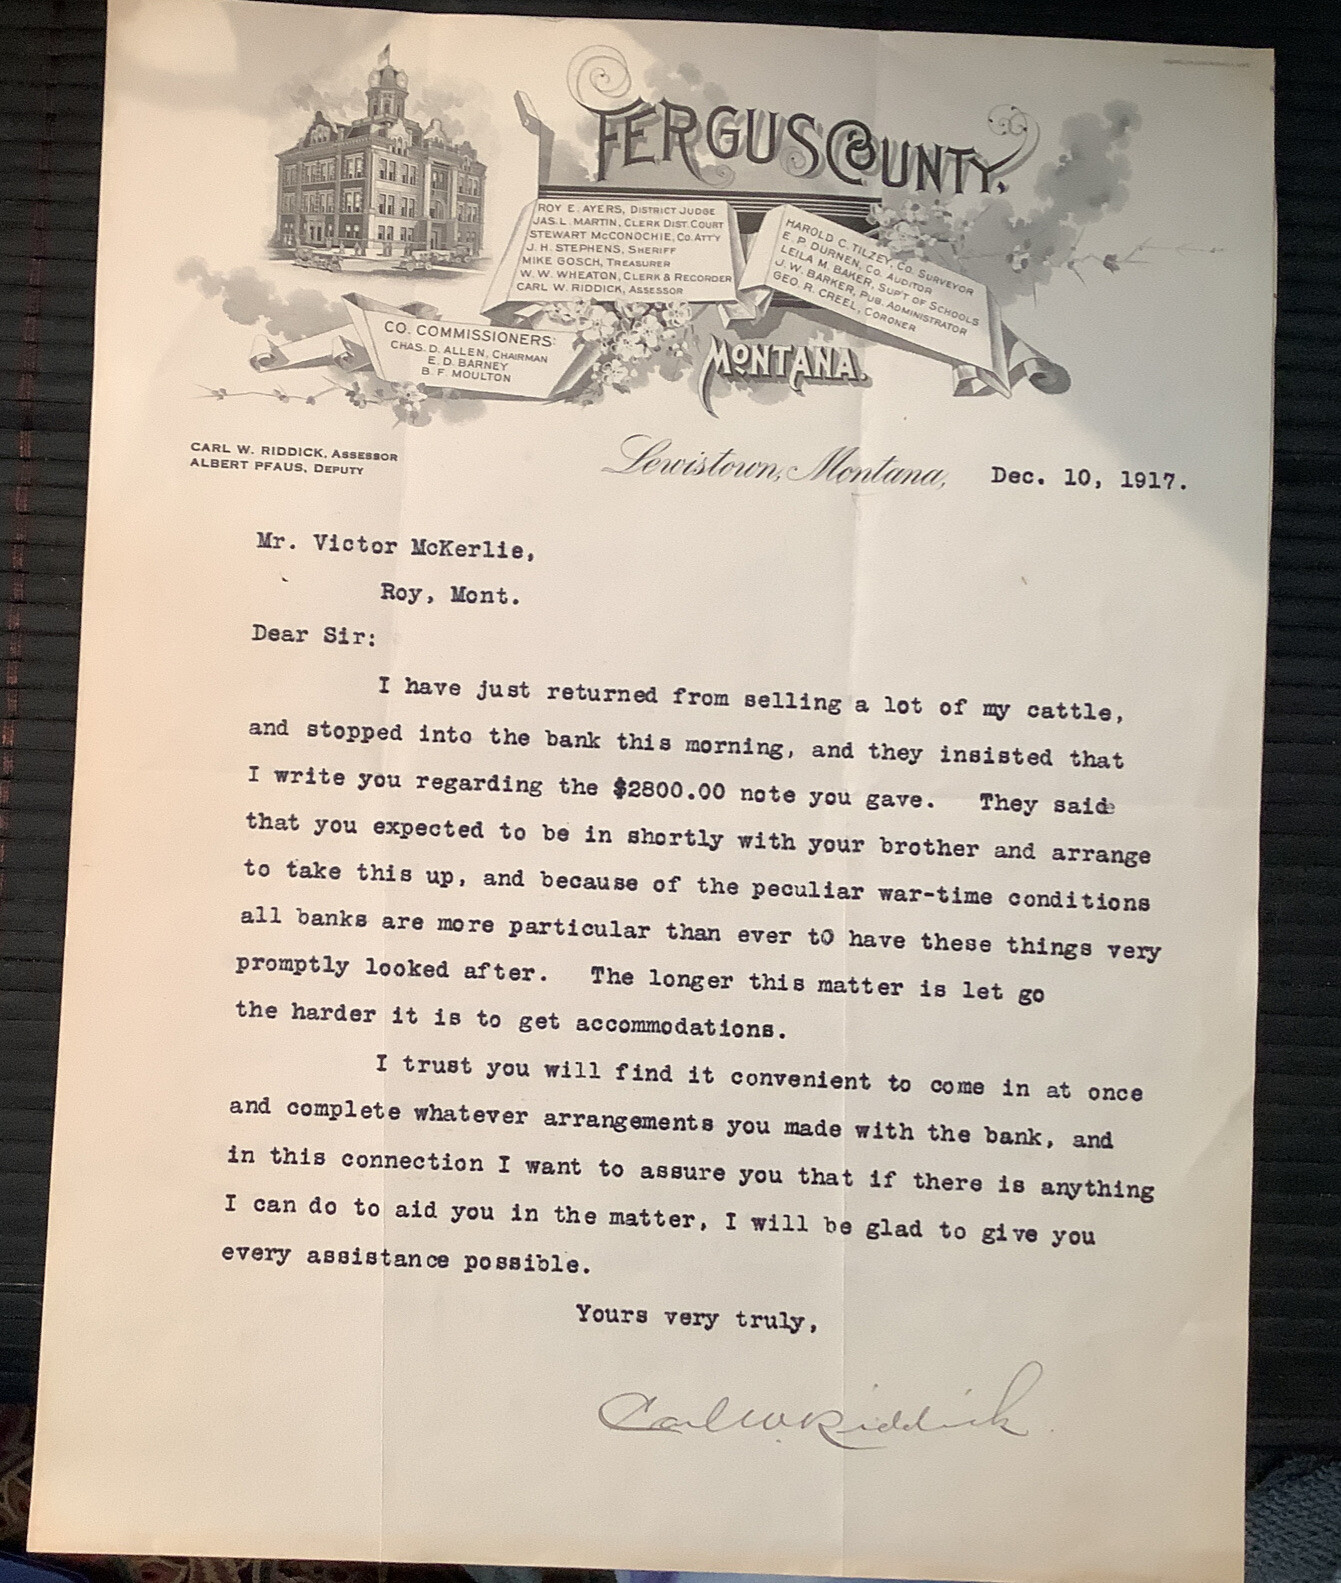 FERGUS COUNTY,
ROY E. AYERS, DISTRICT JUDGE
JAS. L. MARTIN, CLERK DIST. COURT
STEWART McCONOCHIE, CO. ATT'Y
J. H. STEPHENS, SHERIFF
MIKE GOSCH, TREASURER
W. W. WHEATON, CLERK & RECORDER
CARL W. RIDDICK, ASSESSOR
HAROLD C. TILZEY, CO. SURVEYOR
E. P. DURNEN, CO. AUDITOR
LEILA M. BAKER, SUP'T OF SCHOOLS
J. W. BARKER, PUB. ADMINISTRATOR
GEO. R. CREEL, CORONER
CO. COMMISSIONERS:
CHAS. D. ALLEN, CHAIRMAN
E. D. BARNEY
B. F. MOULTON
MONTANA.
CARL W. RIDDICK, ASSESSOR
ALBERT PFAUS, DEPUTY
Lewistown, Montana, Dec. 10, 1917.
Mr. Victor McKerlie,
Roy, Mont.
Dear Sir:
I have just returned from selling a lot of my cattle,
and stopped into the bank this morning, and they insisted that
I write you regarding the $2800.00 note you gave. They said
that you expected to be in shortly with your brother and arrange
to take this up, and because of the peculiar war-time conditions
all banks are more particular than ever tO have these things very
promptly looked after. The longer this matter is let go
the harder it is to get accommodations.
I trust you will find it convenient to come in at once
and complete whatever arrangements you made with the bank, and
in this connection I want to assure you that if there is anything
I can do to aid you in the matter, I will be glad to give you
every assistance possible.
Yours very truly,
Carl W Riddick